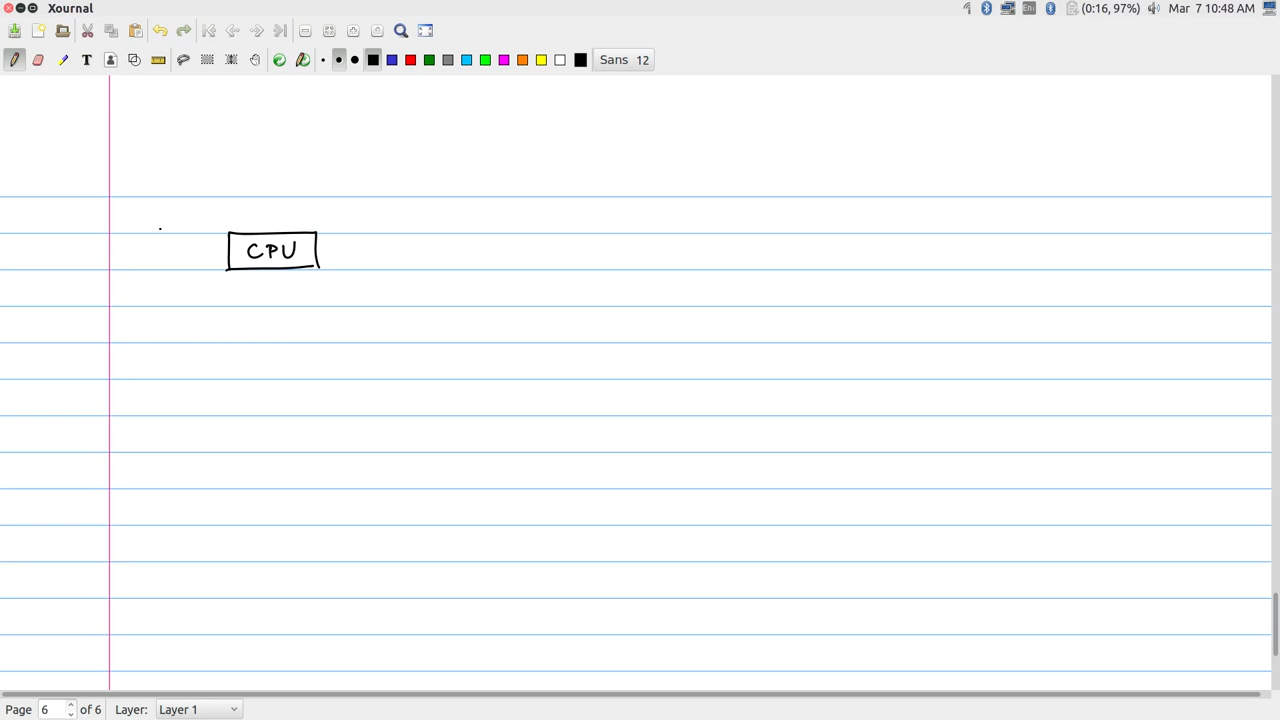 Xournal
En
(0:16, 97%)
Mar 7 10:48 AM
T
Sans 12
CPU
Page 6 of 6 Layer: Layer 1